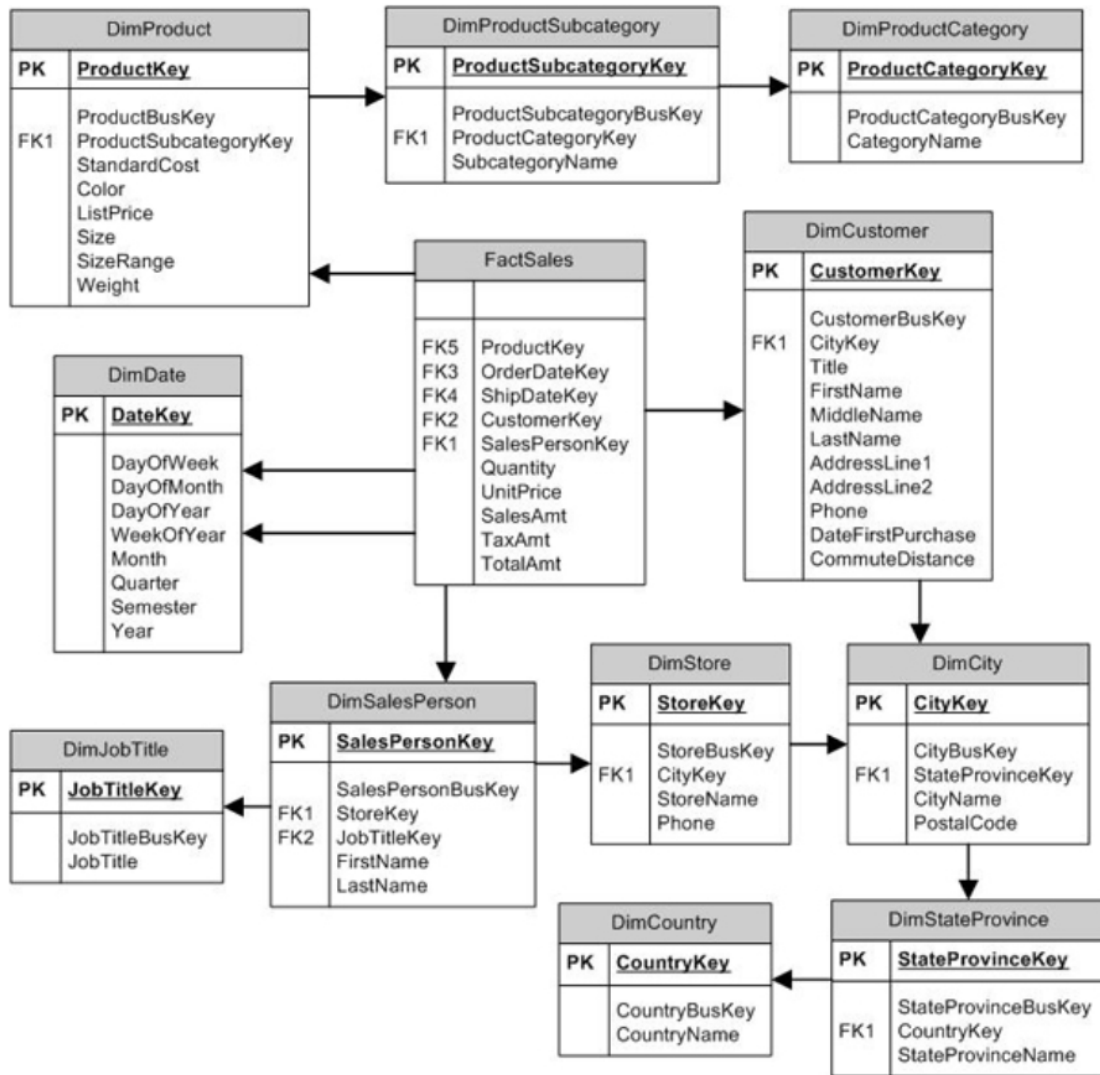 DimProduct
PK ProductKey
ProductBusKey
FK1 ProductSubcategoryKey
StandardCost
Color
ListPrice
Size
SizeRange
Weight
DimProductSubcategory
PK ProductSubcategoryKey
ProductSubcategoryBusKey
FK1 ProductCategoryKey
SubcategoryName
DimProductCategory
PK ProductCategoryKey
ProductCategoryBusKey
CategoryName
FactSales
FK5 ProductKey
FK3 OrderDateKey
FK4 ShipDateKey
FK2 CustomerKey
FK1 SalesPersonKey
Quantity
UnitPrice
SalesAmt
TaxAmt
TotalAmt
DimCustomer
PK CustomerKey
CustomerBusKey
FK1 CityKey
Title
FirstName
MiddleName
LastName
AddressLine1
AddressLine2
Phone
DateFirstPurchase
CommuteDistance
DimDate
PK DateKey
DayOfWeek
DayOfMonth
DayOfYear
WeekOfYear
Month
Quarter
Semester
Year
DimJobTitle
PK JobTitleKey
JobTitleBusKey
JobTitle
DimSalesPerson
PK SalesPersonKey
SalesPersonBusKey
FK1 StoreKey
FK2 JobTitleKey
FirstName
LastName
DimStore
PK StoreKey
StoreBusKey
FK1 CityKey
StoreName
Phone
DimCity
PK CityKey
CityBusKey
FK1 StateProvinceKey
CityName
PostalCode
DimCountry
PK CountryKey
CountryBusKey
CountryName
DimStateProvince
PK StateProvinceKey
StateProvinceBusKey
FK1 CountryKey
StateProvinceName